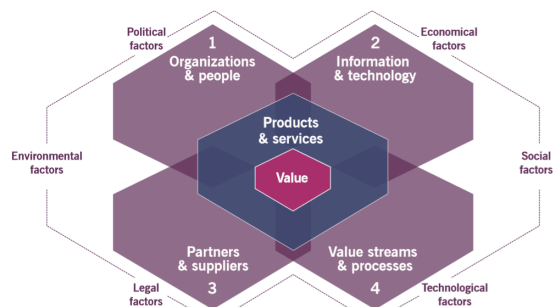 Political
factors
1
Organizations
& people
2
Information
& technology
Economical
factors
Environmental
factors
Products
& services
Value
Social
factors
Partners
& suppliers
3
Value streams
& processes
4
Legal
factors
Technological
factors